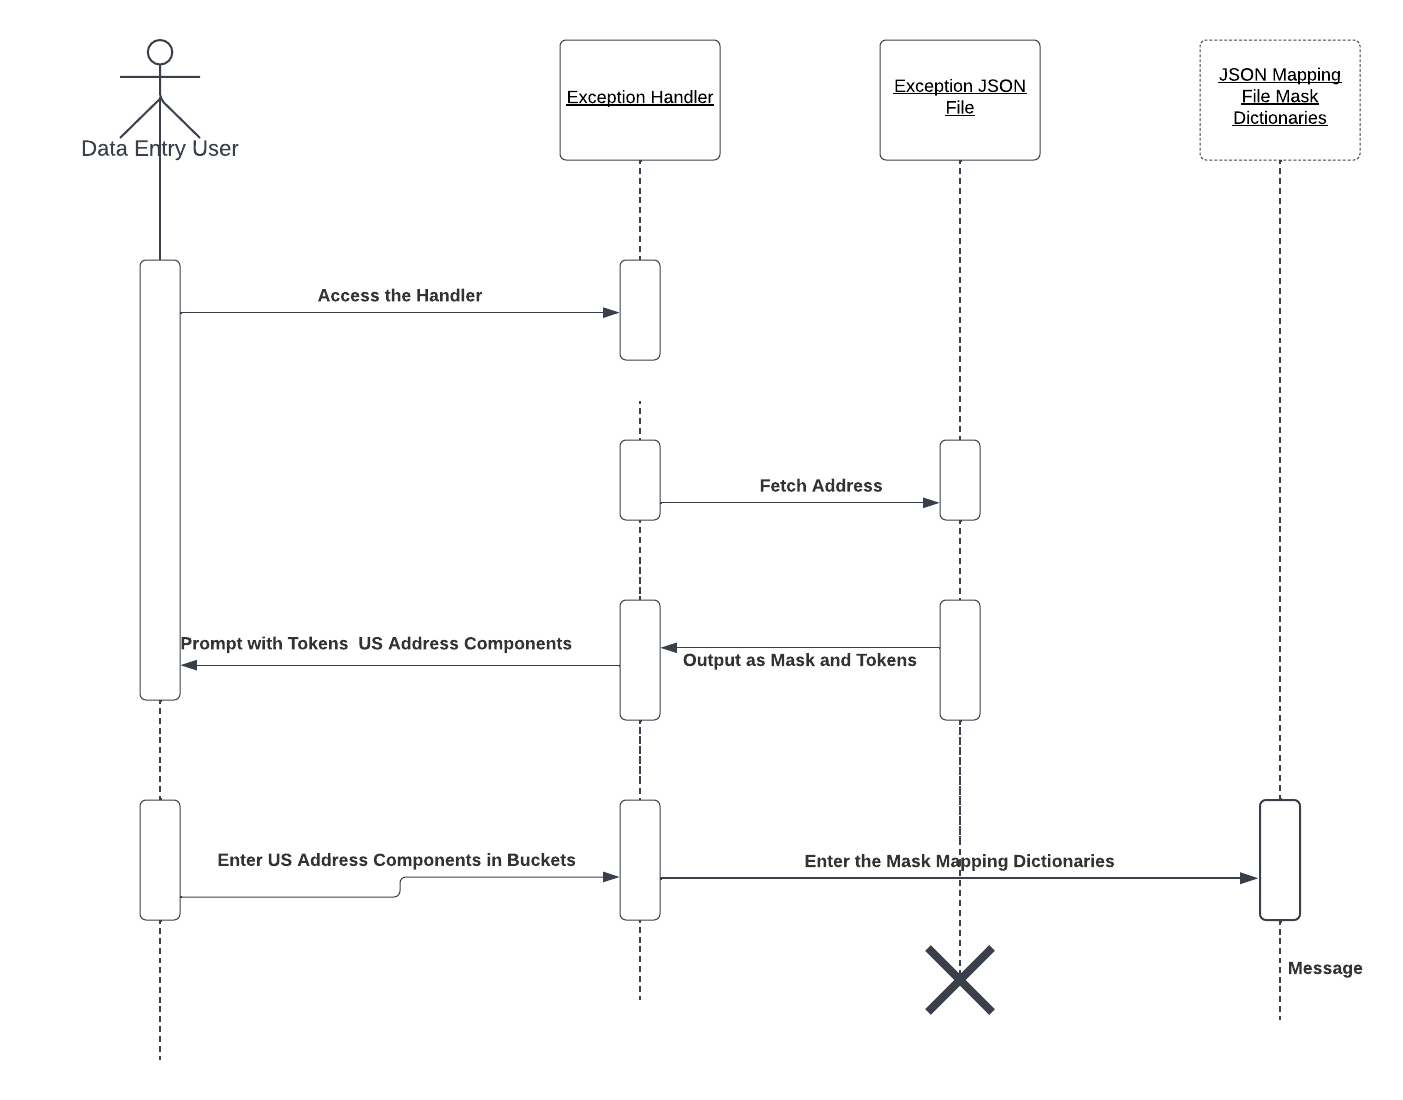 Data Entry User
Exception Handler
Exception JSON
File
JSON Mapping
File Mask
Dictionaries
Access the Handler
Fetch Address
Prompt with Tokens  US Address Components
Output as Mask and Tokens
Enter US Address Components in Buckets
Enter the Mask Mapping Dictionaries
Message